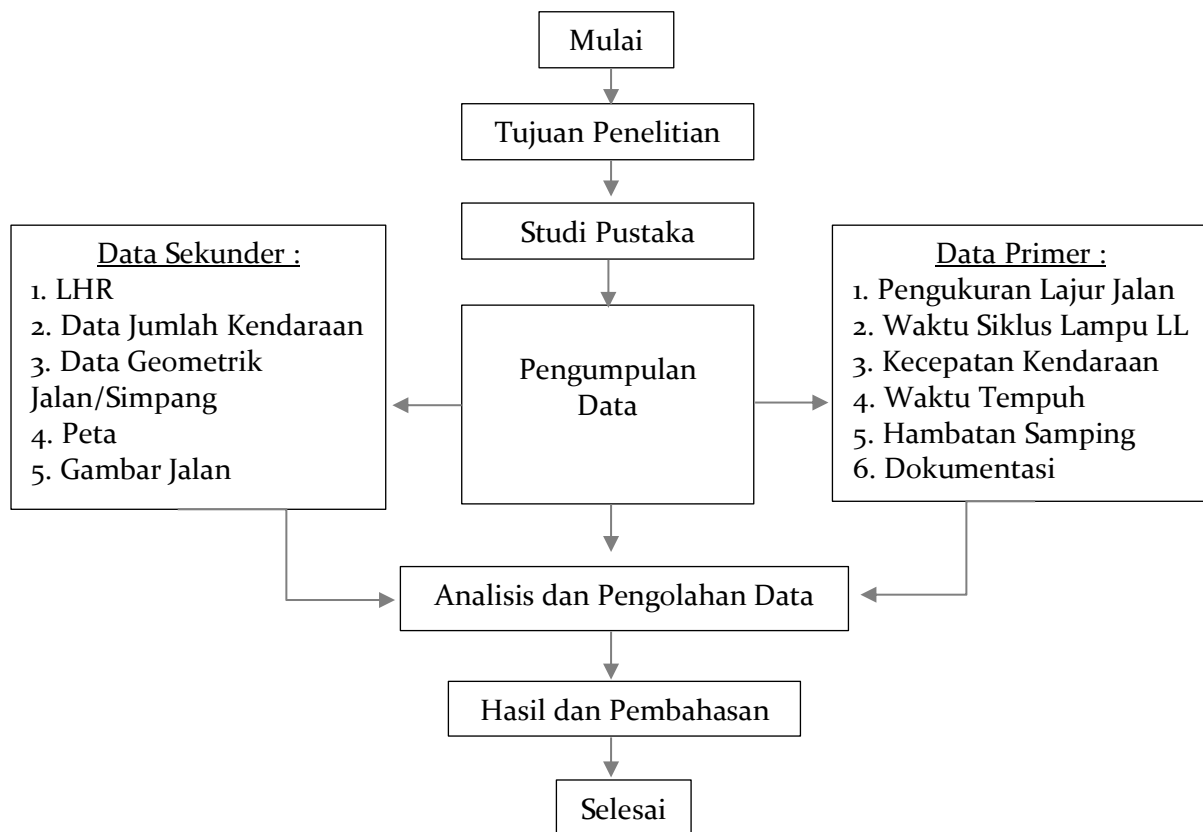 Mulai
Tujuan Penelitian
Studi Pustaka
Data Sekunder :
1. LHR
2. Data Jumlah Kendaraan
3. Data Geometrik
Jalan/Simpang
4. Peta
5. Gambar Jalan
Pengumpulan
Data
Data Primer :
1. Pengukuran Lajur Jalan
2. Waktu Siklus Lampu LL
3. Kecepatan Kendaraan
4. Waktu Tempuh
5. Hambatan Samping
6. Dokumentasi
Analisis dan Pengolahan Data
Hasil dan Pembahasan
Selesai